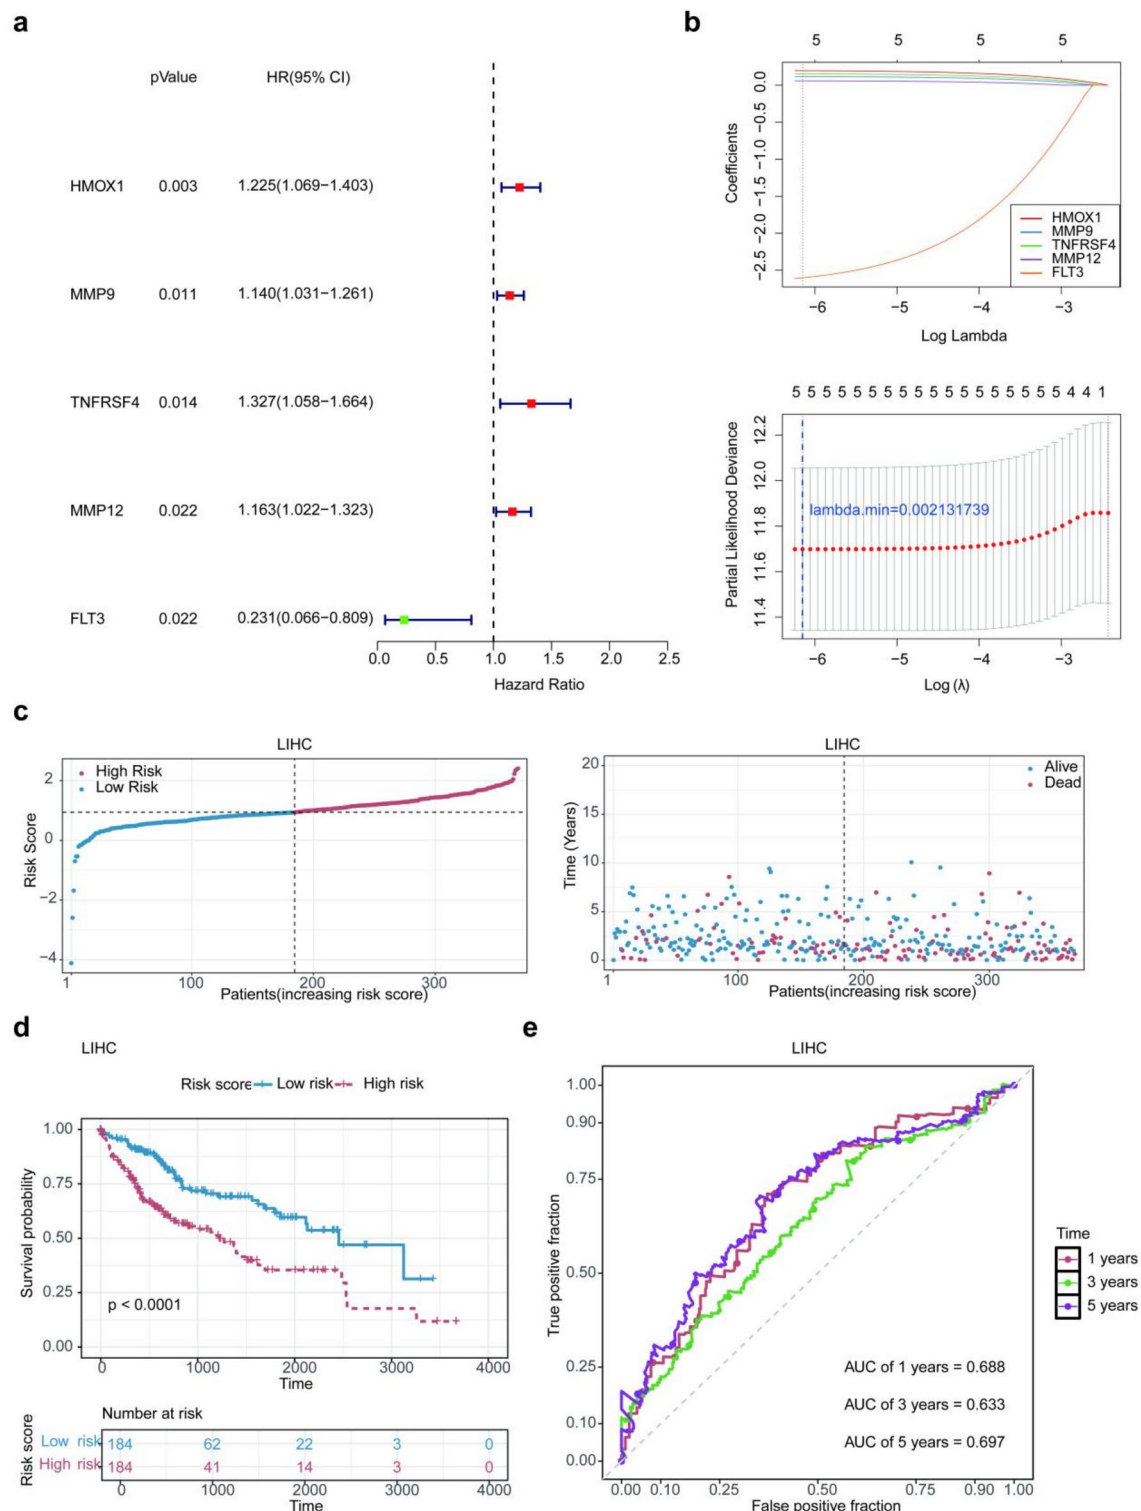 a
pValue HR(95% CI)
HMOX1 0.003 1.225(1.069−1.403)
MMP9 0.011 1.140(1.031−1.261)
TNFRSF4 0.014 1.327(1.058−1.664)
MMP12 0.022 1.163(1.022−1.323)
FLT3 0.022 0.231(0.066−0.809)
0.0 0.5 1.0 1.5 2.0 2.5
Hazard Ratio
b
5 5 5 5
0.0
−0.5
−1.0
−1.5
−2.0
−2.5
Coefficients
HMOX1
MMP9
TNFRSF4
MMP12
FLT3
−6 −5 −4 −3
Log Lambda
5 5 5 5 5 5 5 5 5 5 5 5 5 5 5 5 5 5 4 4 1
12.2
12.0
11.8
11.6
11.4
Partial Likelihood Deviance
lambda.min=0.002131739
−6 −5 −4 −3
Log (λ)
c
LIHC
High Risk
Low Risk
2
0
−2
−4
Risk Score
1 100 200 300
Patients(increasing risk score)
LIHC
Alive
Dead
20
15
10
5
0
Time (Years)
1 100 200 300
Patients(increasing risk score)
d
LIHC
Risk score Low risk High risk
1.00
0.75
0.50
0.25
0.00
Survival probability
p < 0.0001
0 1000 2000 3000 4000
Time
Number at risk
Risk score
Low risk 184 62 22 3 0
High risk 184 41 14 3 0
0 1000 2000 3000 4000
Time
e
LIHC
1.00
0.90
0.75
0.50
0.25
0.10
0.00
True positive fraction
AUC of 1 years = 0.688
AUC of 3 years = 0.633
AUC of 5 years = 0.697
0.00 0.10 0.25 0.50 0.75 0.90 1.00
False positive fraction
Time
1 years
3 years
5 years